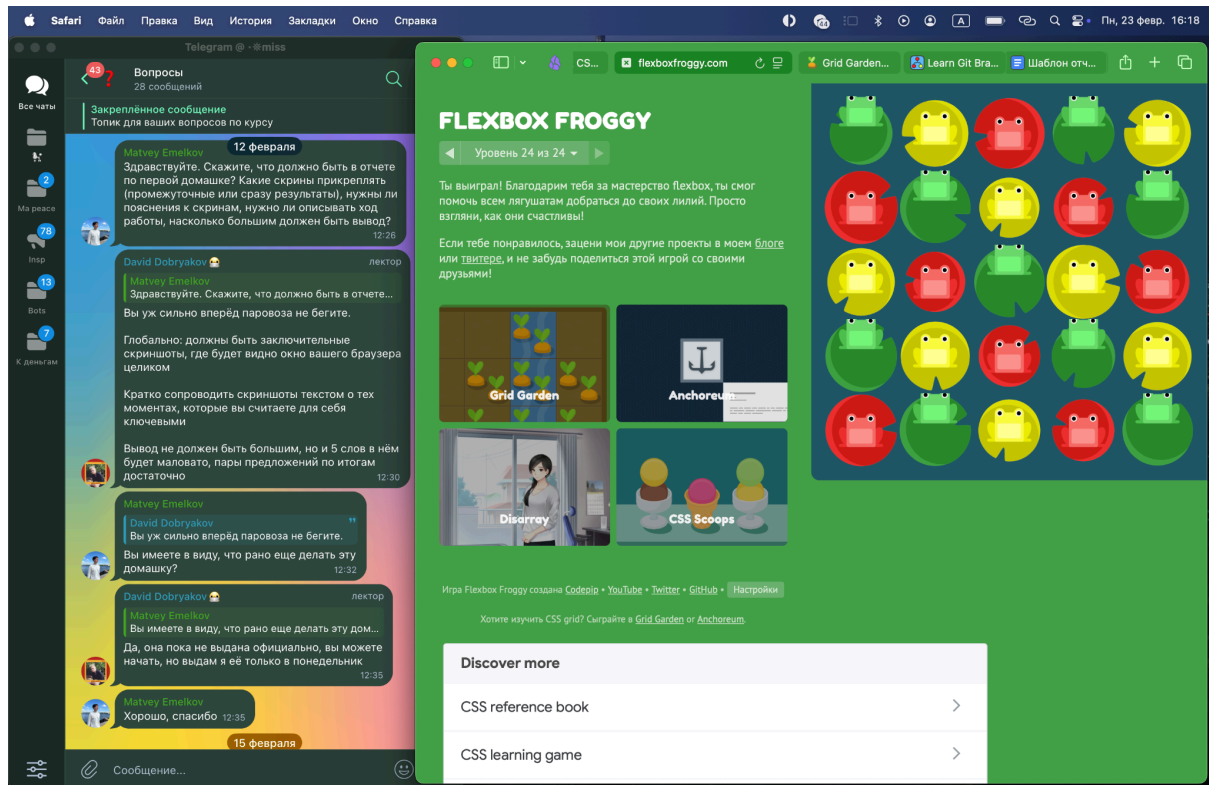 Safari Файл Правка Вид История Закладки Окно Справка
44
A
Пн, 23 февр. 16:18
Telegram @
miss
Все чаты
2
Ma peace
78
Insp
13
Bots
7
К деньгам
43
Вопросы
28 сообщений
Закреплённое сообщение
Топик для ваших вопросов по курсу
12 февраля
Matvey Emelkov
Здравствуйте. Скажите, что должно быть в отчете
по первой домашке? Какие скрины прикреплять
(промежуточные или сразу результаты), нужны ли
пояснения к скринам, нужно ли описывать ход
работы, насколько большим должен быть вывод?
12:26
David Dobryakov
лектор
Matvey Emelkov
Здравствуйте. Скажите, что должно быть в отчете...
Вы уж сильно вперёд паровоза не бегите.
Глобально: должны быть заключительные
скриншоты, где будет видно окно вашего браузера
целиком
Кратко сопроводить скриншоты текстом о тех
моментах, которые вы считаете для себя
ключевыми
Вывод не должен быть большим, но и 5 слов в нём
будет маловато, пары предложений по итогам
достаточно
12:30
Matvey Emelkov
David Dobryakov
Вы уж сильно вперёд паровоза не бегите.
Вы имеете в виду, что рано еще делать эту
домашку?
12:32
David Dobryakov
лектор
Matvey Emelkov
Вы имеете в виду, что рано еще делать эту дом...
Да, она пока не выдана официально, вы можете
начать, но выдам я её только в понедельник
12:35
Matvey Emelkov
Хорошо, спасибо 12:35
15 февраля
Сообщение...
CS...
flexboxfroggy.com
Grid Garden...
Learn Git Bra...
Шаблон отч...
FLEXBOX FROGGY
Уровень 24 из 24
Ты выиграл! Благодарим тебя за мастерство flexbox, ты смог
помочь всем лягушатам добраться до своих лилий. Просто
взгляни, как они счастливы!
Если тебе понравилось, зацени мои другие проекты в моем блоге
или твитере, и не забудь поделиться этой игрой со своими
друзьями!
Grid Garden
Anchoreum
Disarray
CSS Scoops
Игра Flexbox Froggy создана Codepip • YouTube • Twitter • GitHub • Настройки
Хотите изучить CSS grid? Сыграйте в Grid Garden or Anchoreum.
Discover more
CSS reference book
CSS learning game